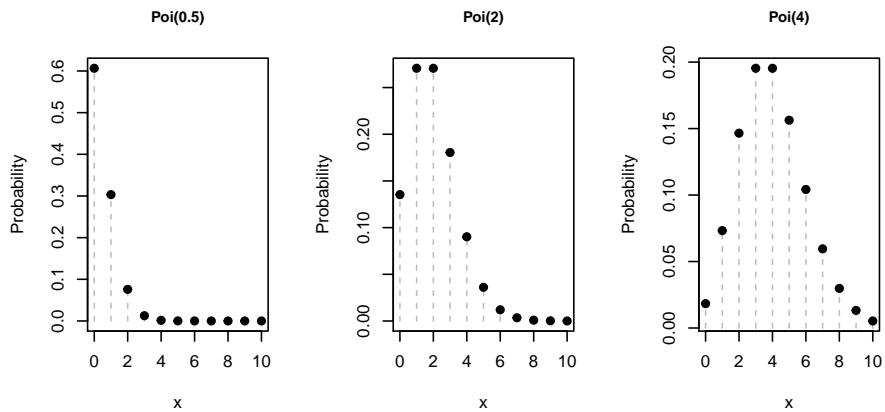 Poi(0.5)
Probability
0.0 0.1 0.2 0.3 0.4 0.5 0.6
0 2 4 6 8 10
x
Poi(2)
Probability
0.00 0.10 0.20
0 2 4 6 8 10
x
Poi(4)
Probability
0.00 0.05 0.10 0.15 0.20
0 2 4 6 8 10
x